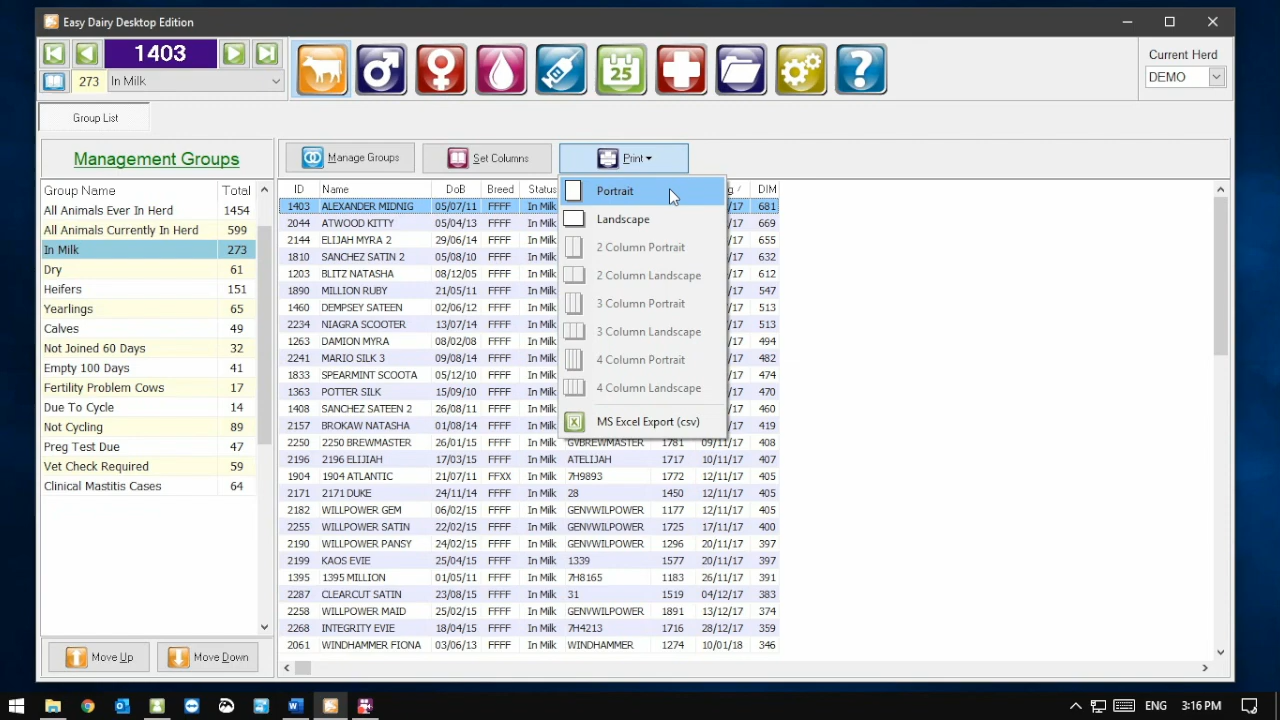 Easy Dairy Desktop Edition
1403
273 In Milk
25
?
Current Herd
DEMO
Group List
Management Groups
Manage Groups Set Columns Print
Group Name Total
All Animals Ever In Herd 1454
All Animals Currently In Herd 599
In Milk 273
Dry 61
Heifers 151
Yearlings 65
Calves 49
Not Joined 60 Days 32
Empty 100 Days 41
Fertility Problem Cows 17
Due To Cycle 14
Not Cycling 89
Preg Test Due 47
Vet Check Required 59
Clinical Mastitis Cases 64
Move Up Move Down
ID Name DoB Breed Status g DIM
1403 ALEXANDER MIDNIG 05/07/11 FFFF In Milk /17 681
2044 ATWOOD KITTY 05/04/13 FFFF In Milk /17 669
2144 ELIJAH MYRA 2 29/06/14 FFFF In Milk /17 655
1810 SANCHEZ SATIN 2 05/08/10 FFFF In Milk /17 632
1203 BLITZ NATASHA 08/12/05 FFFF In Milk /17 612
1890 MILLION RUBY 21/05/11 FFFF In Milk /17 547
1460 DEMPSEY SATEEN 02/06/12 FFFF In Milk /17 513
2234 NIAGRA SCOOTER 13/07/14 FFFF In Milk /17 513
1263 DAMION MYRA 08/02/08 FFFF In Milk /17 494
2241 MARIO SILK 3 09/08/14 FFFF In Milk /17 482
1833 SPEARMINT SCOOTA 05/12/10 FFFF In Milk /17 474
1363 POTTER SILK 15/09/10 FFFF In Milk /17 470
1408 SANCHEZ SATEEN 2 26/08/11 FFFF In Milk /17 460
2157 BROKAW NATASHA 01/08/14 FFFF In Milk /17 419
2250 2250 BREWMASTER 26/01/15 FFFF In Milk GVBREWMASTER 1781 09/11/17 408
2196 2196 ELIJIAH 17/03/15 FFFF In Milk ATELIJAH 1717 10/11/17 407
1904 1904 ATLANTIC 21/07/11 FFXX In Milk 7H9893 1772 12/11/17 405
2171 2171 DUKE 24/11/14 FFFF In Milk 28 1450 12/11/17 405
2182 WILLPOWER GEM 06/02/15 FFFF In Milk GENVWILPOWER 1177 12/11/17 405
2255 WILLPOWER SATIN 22/02/15 FFFF In Milk GENVWILPOWER 1725 17/11/17 400
2190 WILLPOWER PANSY 24/02/15 FFFF In Milk GENVWILPOWER 1296 20/11/17 397
2199 KAOS EVIE 16/07/15 FFFF In Milk 1339 1577 20/11/17 397
1395 1395 MILLION 01/05/11 FFFF In Milk 7H8165 1183 26/11/17 391
2287 CLEARCUT SATIN 23/08/15 FFFF In Milk 31 1519 04/12/17 383
2258 WILLPOWER MAID 25/02/15 FFFF In Milk GENVWILPOWER 1891 13/12/17 374
2268 INTEGRITY EVIE 18/04/15 FFFF In Milk 7H4213 1716 28/12/17 359
2061 WINDHAMMER FIONA 03/06/13 FFFF In Milk WINDHAMMER 1274 10/01/18 346
Portrait
Landscape
2 Column Portrait
2 Column Landscape
3 Column Portrait
3 Column Landscape
4 Column Portrait
4 Column Landscape
MS Excel Export (csv)
ENG 3:16 PM